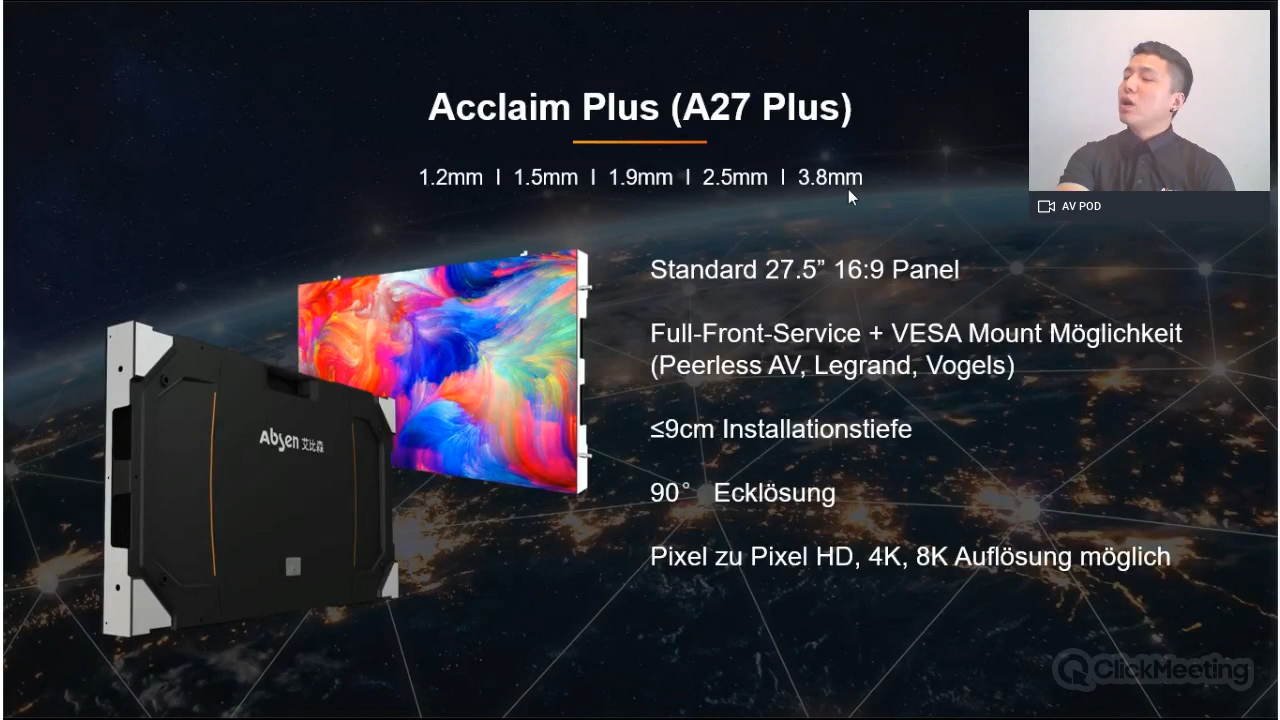 Acclaim Plus (A27 Plus)
1.2mm I 1.5mm I 1.9mm I 2.5mm I 3.8mm
AV POD
Standard 27.5” 16:9 Panel
Full-Front-Service + VESA Mount Möglichkeit
(Peerless AV, Legrand, Vogels)
≤9cm Installationstiefe
90° Ecklösung
Pixel zu Pixel HD, 4K, 8K Auflösung möglich
Absen 艾比森
ClickMeeting